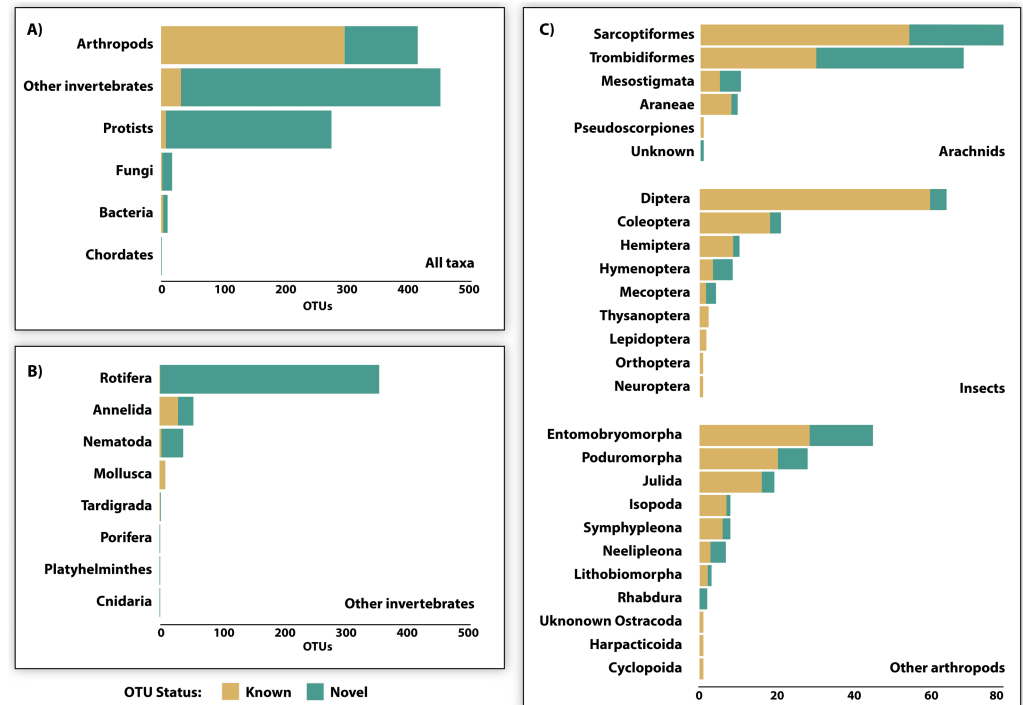 A)
Arthropods
Other invertebrates
Protists
Fungi
Bacteria
Chordates
All taxa
0 100 200 300 400 500
OTUs
B)
Rotifera
Annelida
Nematoda
Mollusca
Tardigrada
Porifera
Platyhelminthes
Cnidaria
Other invertebrates
0 100 200 300 400 500
OTUs
OTU Status: Known Novel
C)
Sarcoptiformes
Trombidiformes
Mesostigmata
Araneae
Pseudoscorpiones
Unknown
Arachnids
Diptera
Coleoptera
Hemiptera
Hymenoptera
Mecoptera
Thysanoptera
Lepidoptera
Orthoptera
Neuroptera
Insects
Entomobryomorpha
Poduromorpha
Julida
Isopoda
Symphypleona
Neelipleona
Lithobiomorpha
Rhabdura
Uknonown Ostracoda
Harpacticoida
Cyclopoida
Other arthropods
0 20 40 60 80